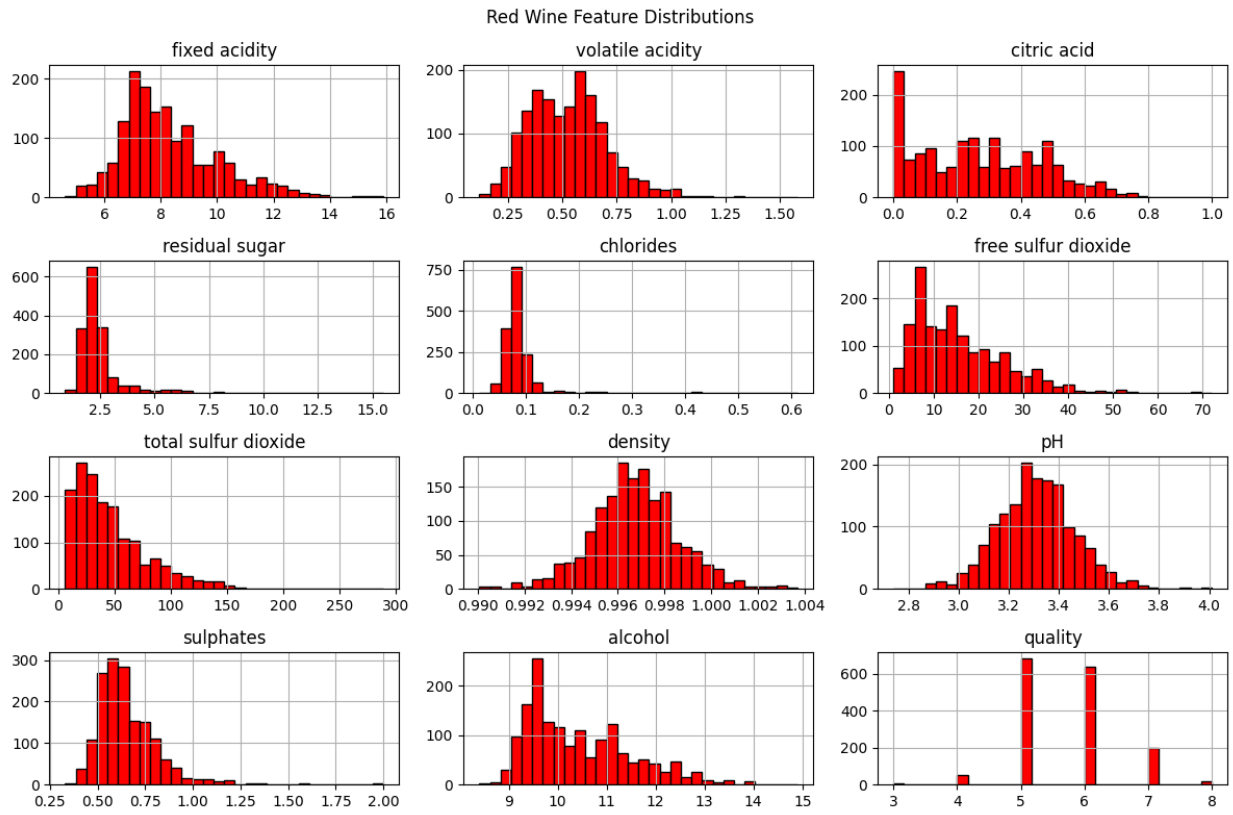 Red Wine Feature Distributions
fixed acidity
volatile acidity
citric acid
200
100
0
6 8 10 12 14 16
200
100
0
0.25 0.50 0.75 1.00 1.25 1.50
200
100
0
0.0 0.2 0.4 0.6 0.8 1.0
residual sugar
chlorides
free sulfur dioxide
600
400
200
0
2.5 5.0 7.5 10.0 12.5 15.0
750
500
250
0
0.0 0.1 0.2 0.3 0.4 0.5 0.6
200
100
0
0 10 20 30 40 50 60 70
total sulfur dioxide
density
pH
200
100
0
0 50 100 150 200 250 300
150
100
50
0
0.990 0.992 0.994 0.996 0.998 1.000 1.002 1.004
200
100
0
2.8 3.0 3.2 3.4 3.6 3.8 4.0
sulphates
alcohol
quality
300
200
100
0
0.25 0.50 0.75 1.00 1.25 1.50 1.75 2.00
200
100
0
9 10 11 12 13 14 15
600
400
200
0
3 4 5 6 7 8